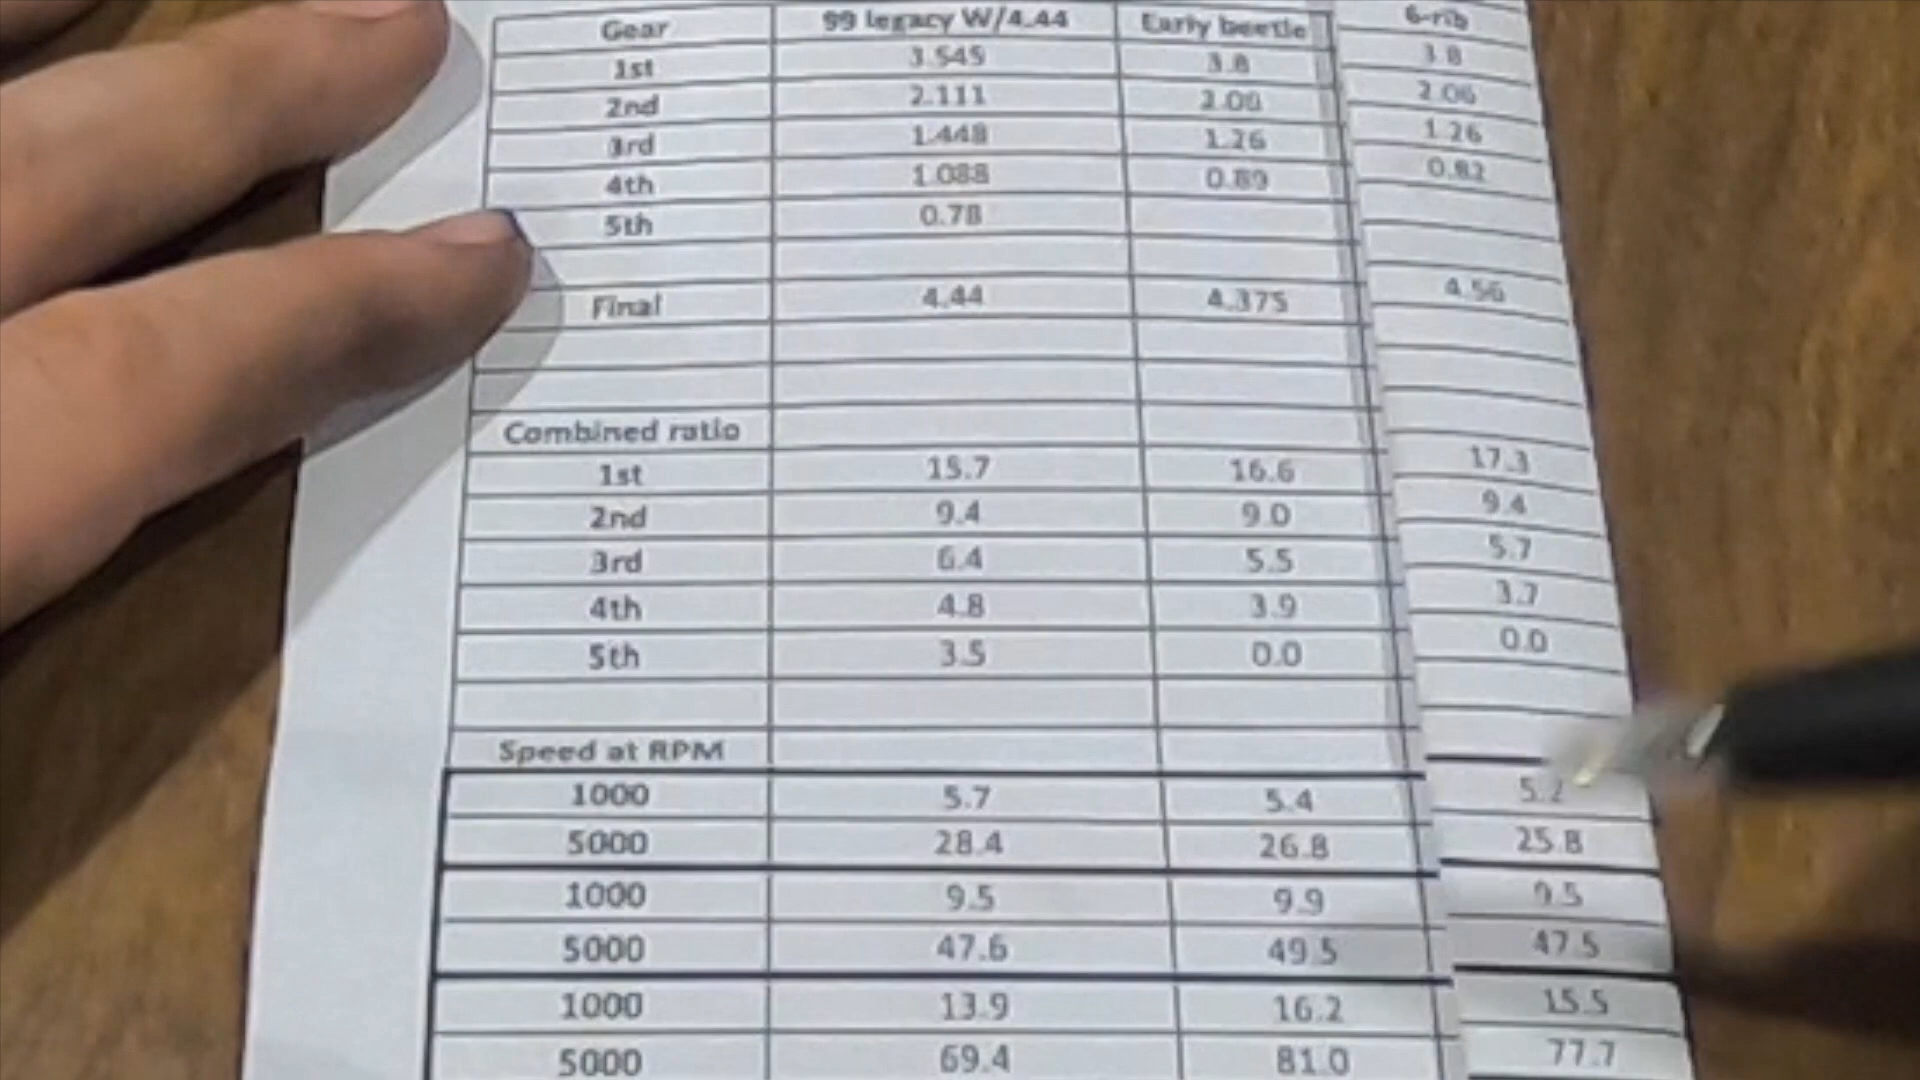 Gear 99 legacy W/4.44 Early beetle 6-rib
1st 3.545 3.8 3.8
2nd 2.111 2.06 2.06
3rd 1.448 1.26 1.26
4th 1.088 0.89 0.82
5th 0.78
Final 4.44 4.375 4.56
Combined ratio
1st 15.7 16.6 17.3
2nd 9.4 9.0 9.4
3rd 6.4 5.5 5.7
4th 4.8 3.9 3.7
5th 3.5 0.0 0.0
Speed at RPM
1000 5.7 5.4 5.2
5000 28.4 26.8 25.8
1000 9.5 9.9 9.5
5000 47.6 49.5 47.5
1000 13.9 16.2 15.5
5000 69.4 81.0 77.7